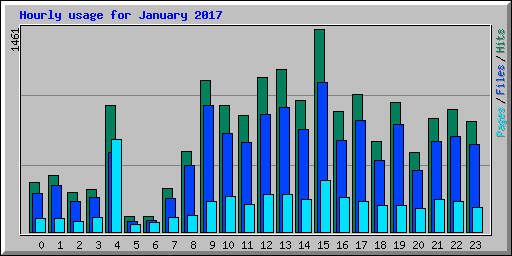 Hourly usage for January 2017
1461
Pages/Files/Hits
0 1 2 3 4 5 6 7 8 9 10 11 12 13 14 15 16 17 18 19 20 21 22 23